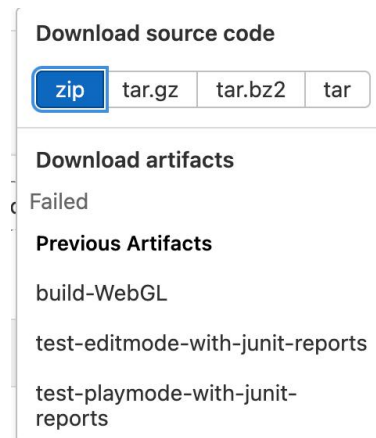 Download source code
zip tar.gz tar.bz2 tar
Download artifacts
Failed
Previous Artifacts
build-WebGL
test-editmode-with-junit-reports
test-playmode-with-junit-
reports